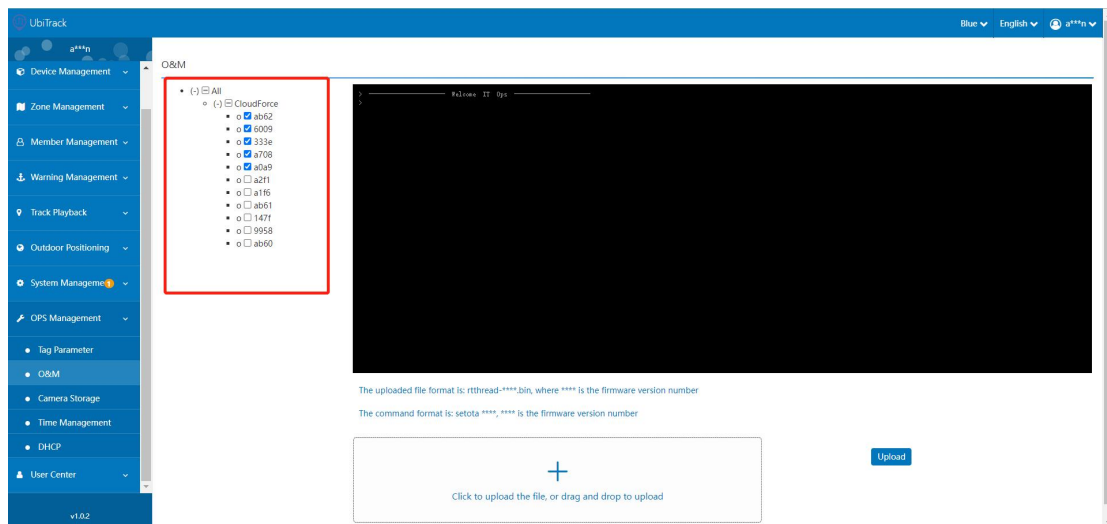 UbiTrack
Blue
English
a***n
a***n
Device Management
Zone Management
Member Management
Warning Management
Track Playback
Outdoor Positioning
System Manageme
1
OPS Management
Tag Parameter
O&M
Camera Storage
Time Management
DHCP
User Center
v1.0.2
O&M
(-) All
(-) CloudForce
o ab62
o 6009
o 333e
o a708
o a0a9
o a2f1
o a1f6
o ab61
o 147f
o 9958
o ab60
> ———————— Welcome IT Ops ————————
>
The uploaded file format is: rtthread-****.bin, where **** is the firmware version number
The command format is: setota ****, **** is the firmware version number
Click to upload the file, or drag and drop to upload
Upload